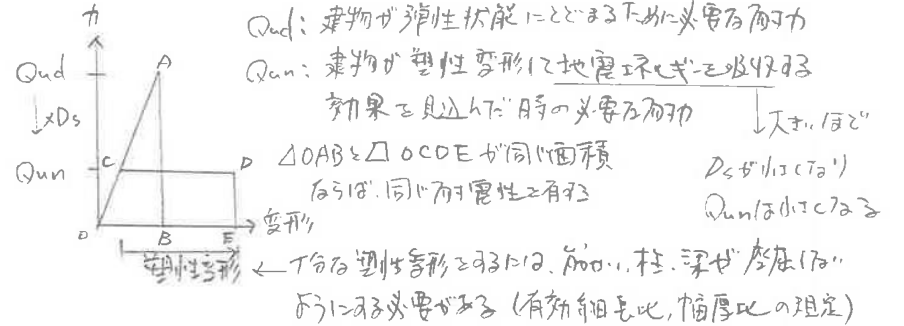 力
Qud: 建物が弾性状態にとどまるために必要な耐力
Qud
A
Qun: 建物が塑性変形して地震エネルギーを吸収する
効果を見込んだ時の必要な耐力
↓×Ds
↓大きいほど
C
D
Qun
△OABと□OCDEが同じ面積
ならば、同じ耐震性を有する
Dsが小さくなり
Qunは小さくなる
O
B
E
変形
塑性変形
← 十分な塑性変形をするには、筋かい、柱、梁が座屈しない
ようにする必要がある (有効細長比, 幅厚比の規定)